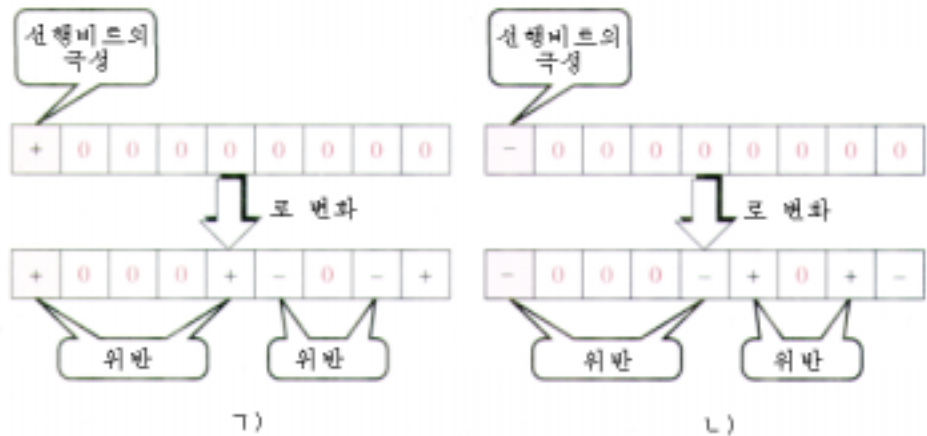 선행비트의
극성
+ 0 0 0 0 0 0 0 0
로 변화
+ 0 0 0 + - 0 - +
위반 위반
ㄱ)
선행비트의
극성
- 0 0 0 0 0 0 0 0
로 변화
- 0 0 0 - + 0 + -
위반 위반
ㄴ)